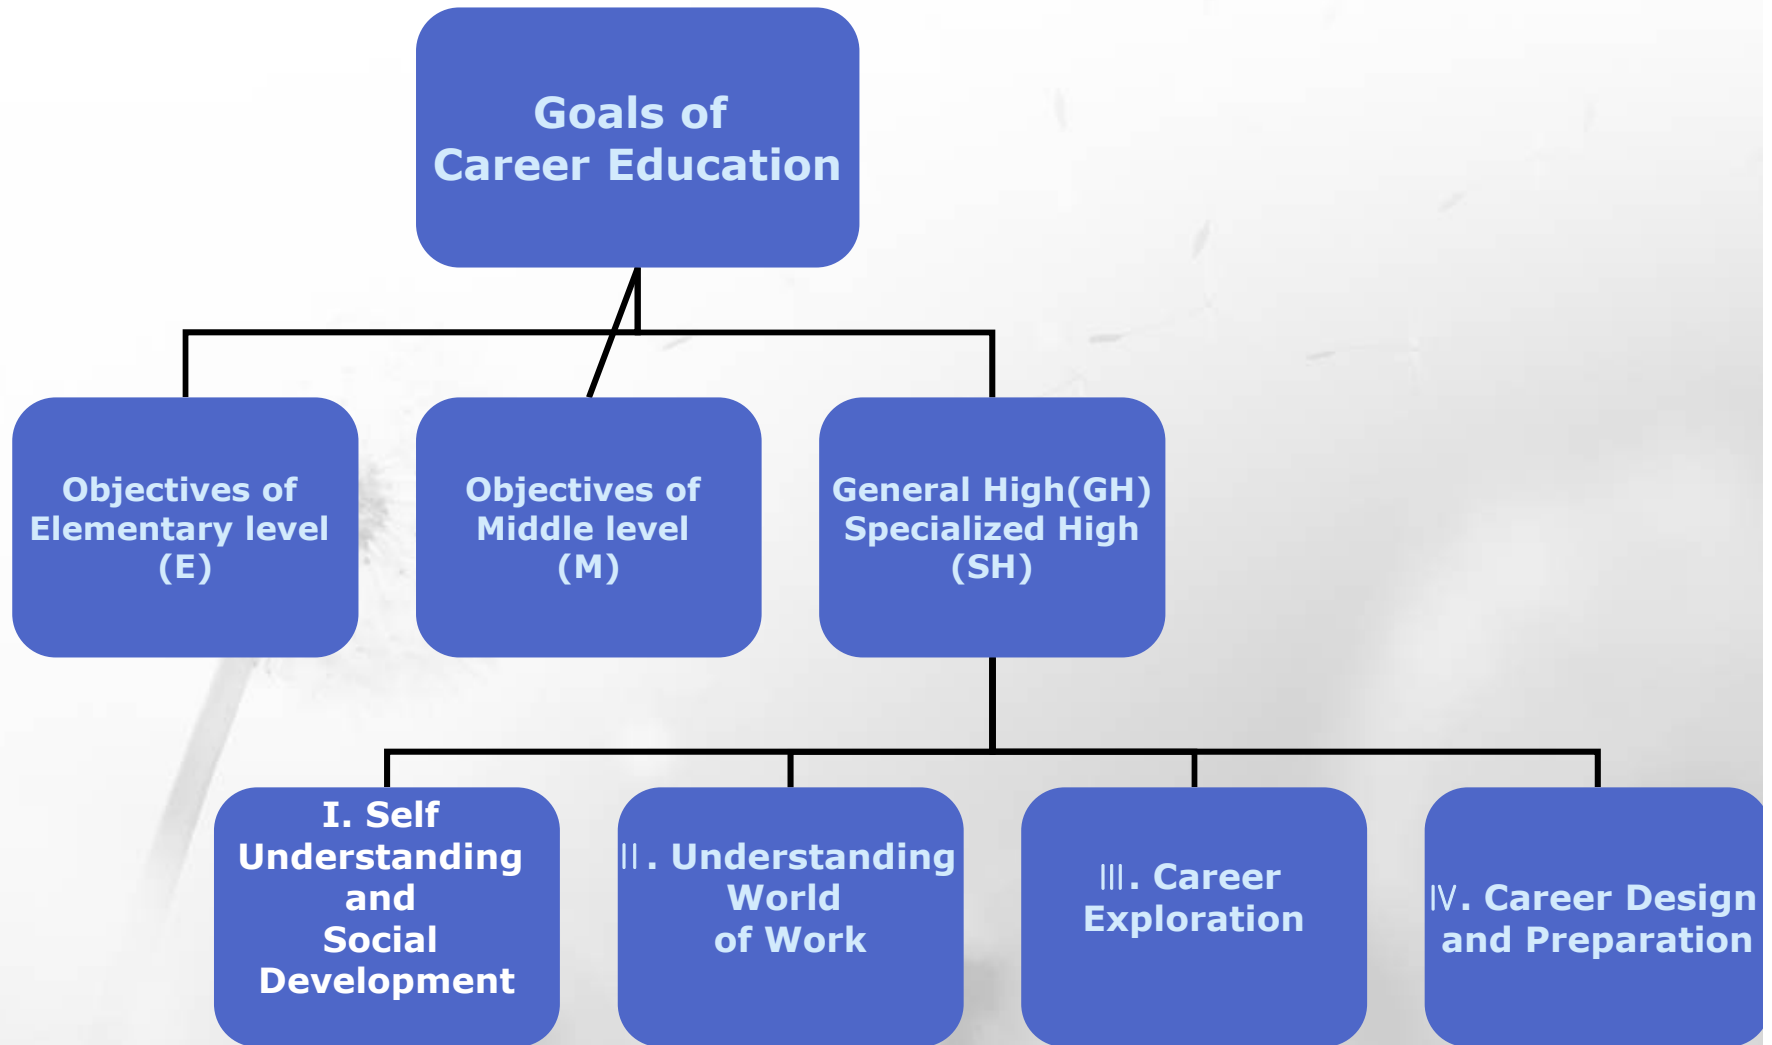 Goals of
Career Education
Objectives of
Elementary level
(E)
Objectives of
Middle level
(M)
General High(GH)
Specialized High
(SH)
I. Self
Understanding
and
Social
Development
Ⅱ. Understanding
World
of Work
Ⅲ. Career
Exploration
Ⅳ. Career Design
and Preparation